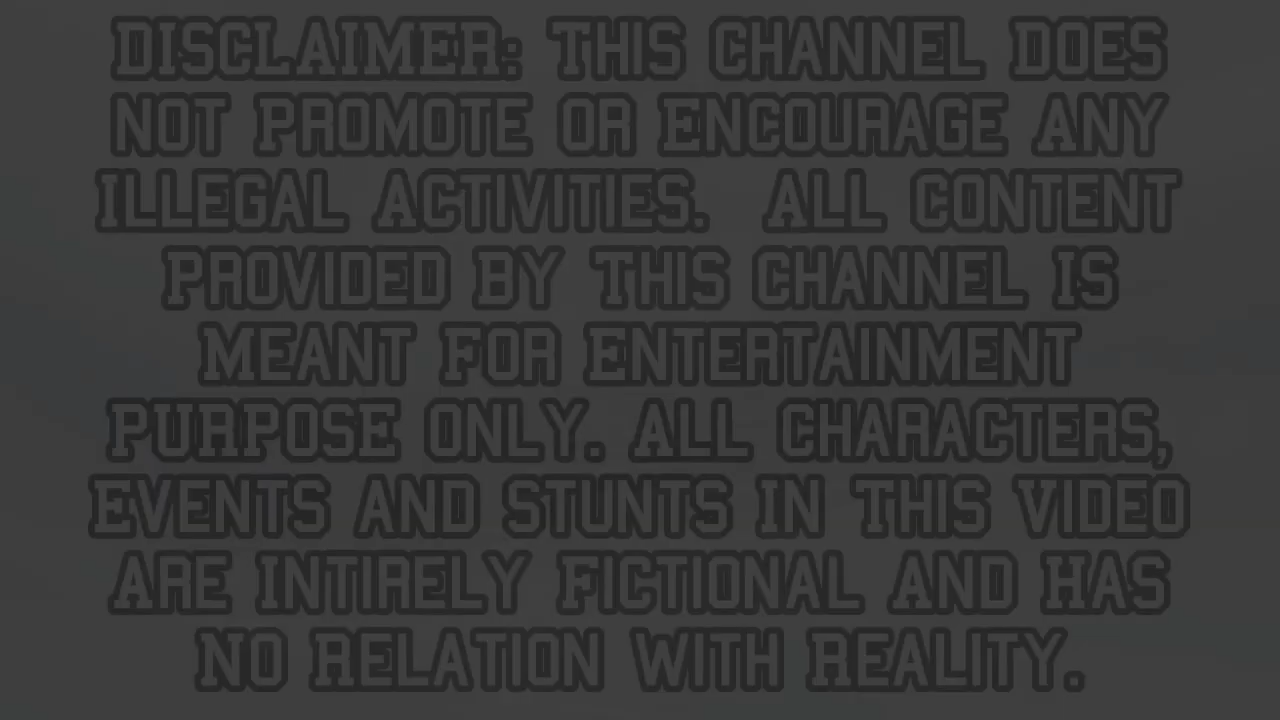 DISCLAIMER: THIS CHANNEL DOES
NOT PROMOTE OR ENCOURAGE ANY
ILLEGAL ACTIVITIES. ALL CONTENT
PROVIDED BY THIS CHANNEL IS
MEANT FOR ENTERTAINMENT
PURPOSE ONLY. ALL CHARACTERS,
EVENTS AND STUNTS IN THIS VIDEO
ARE INTIRELY FICTIONAL AND HAS
NO RELATION WITH REALITY.